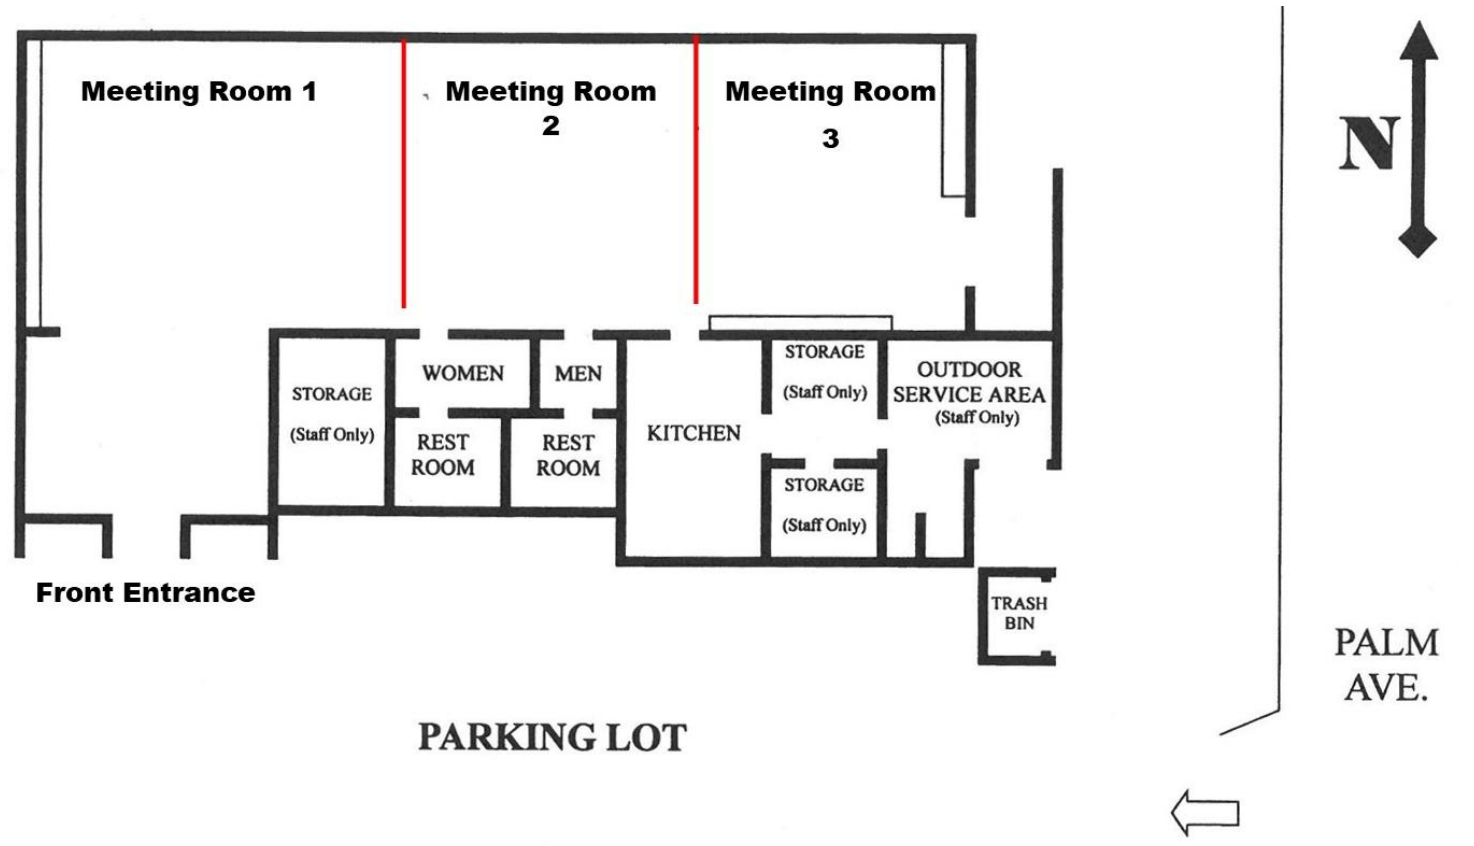 Meeting Room 1
Meeting Room
2
Meeting Room
3
N
STORAGE
(Staff Only)
WOMEN
MEN
REST
ROOM
REST
ROOM
KITCHEN
STORAGE
(Staff Only)
STORAGE
(Staff Only)
OUTDOOR
SERVICE AREA
(Staff Only)
Front Entrance
TRASH
BIN
PALM
AVE.
PARKING LOT